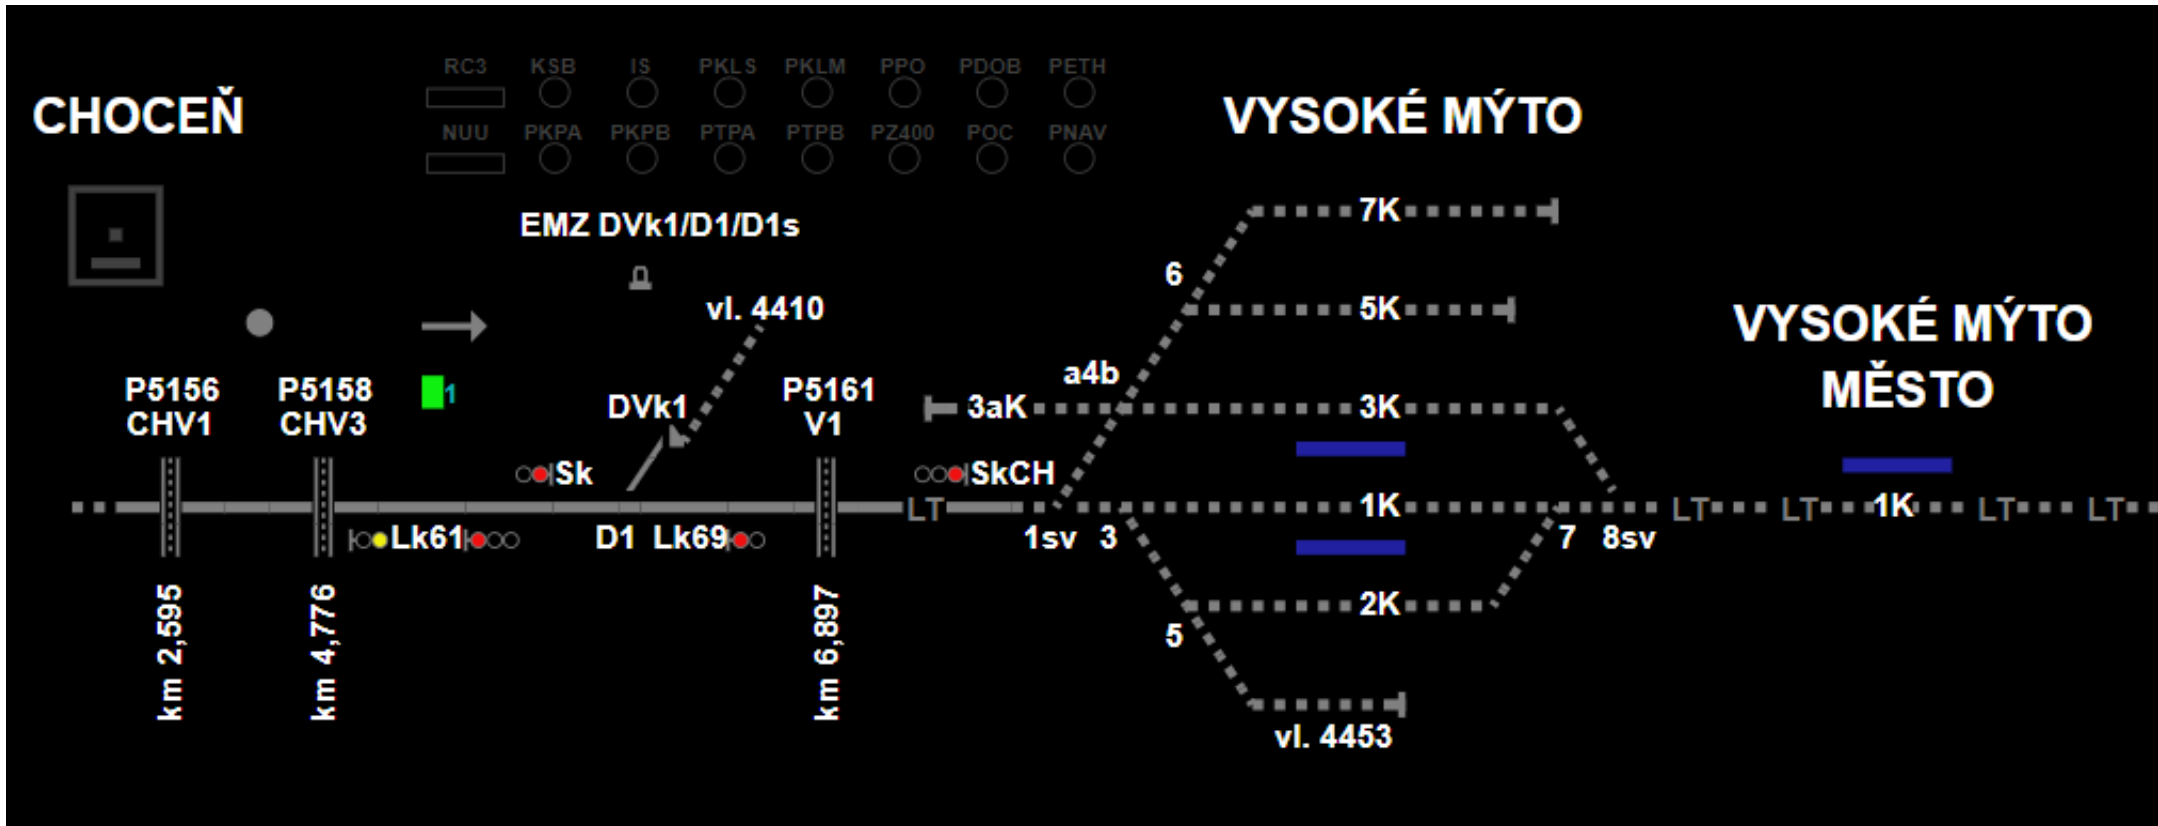 RC3 KSB IS PKLS PKLM PPO PDOB PETH
CHOCEŇ
VYSOKÉ MÝTO
NUU PKPA PKPB PTPA PTPB PZ400 POC PNAV
7K
EMZ DVk1/D1/D1s
6
vl. 4410
5K
VYSOKÉ MÝTO
MĚSTO
a4b
P5156
CHV1
P5158
CHV3
1
DVk1
P5161
V1
3aK
3K
Sk
SkCH
LT
1K
LT
LT
1K
LT
LT
Lk61
D1
Lk69
1sv
3
7
8sv
2K
5
km 2,595
km 4,776
km 6,897
vl. 4453